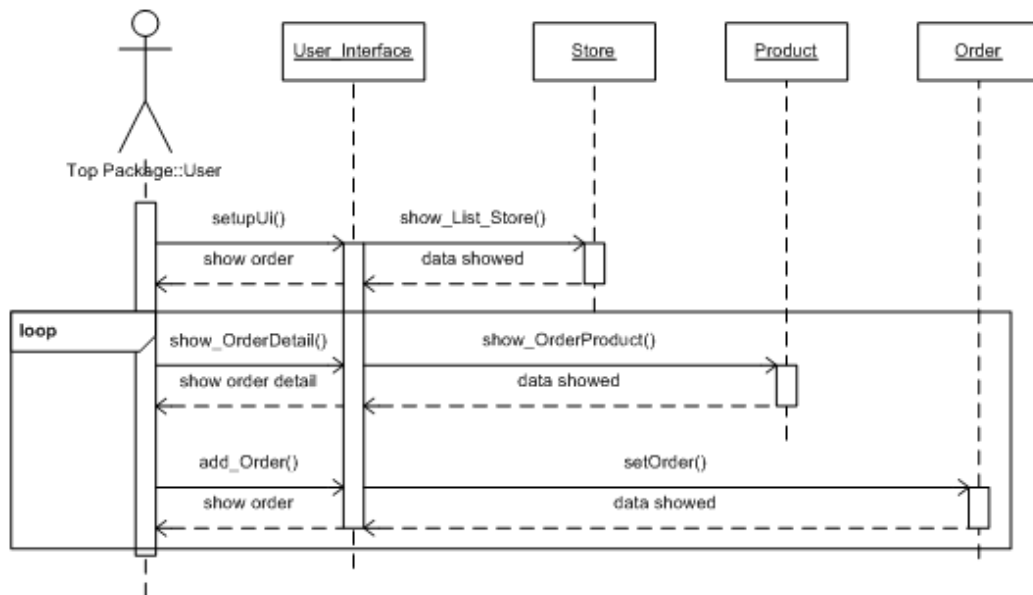 User_Interface
Store
Product
Order
Top Package::User
setupUi()
show_List_Store()
show order
data showed
loop
show_OrderDetail()
show_OrderProduct()
show order detail
data showed
add_Order()
setOrder()
show order
data showed